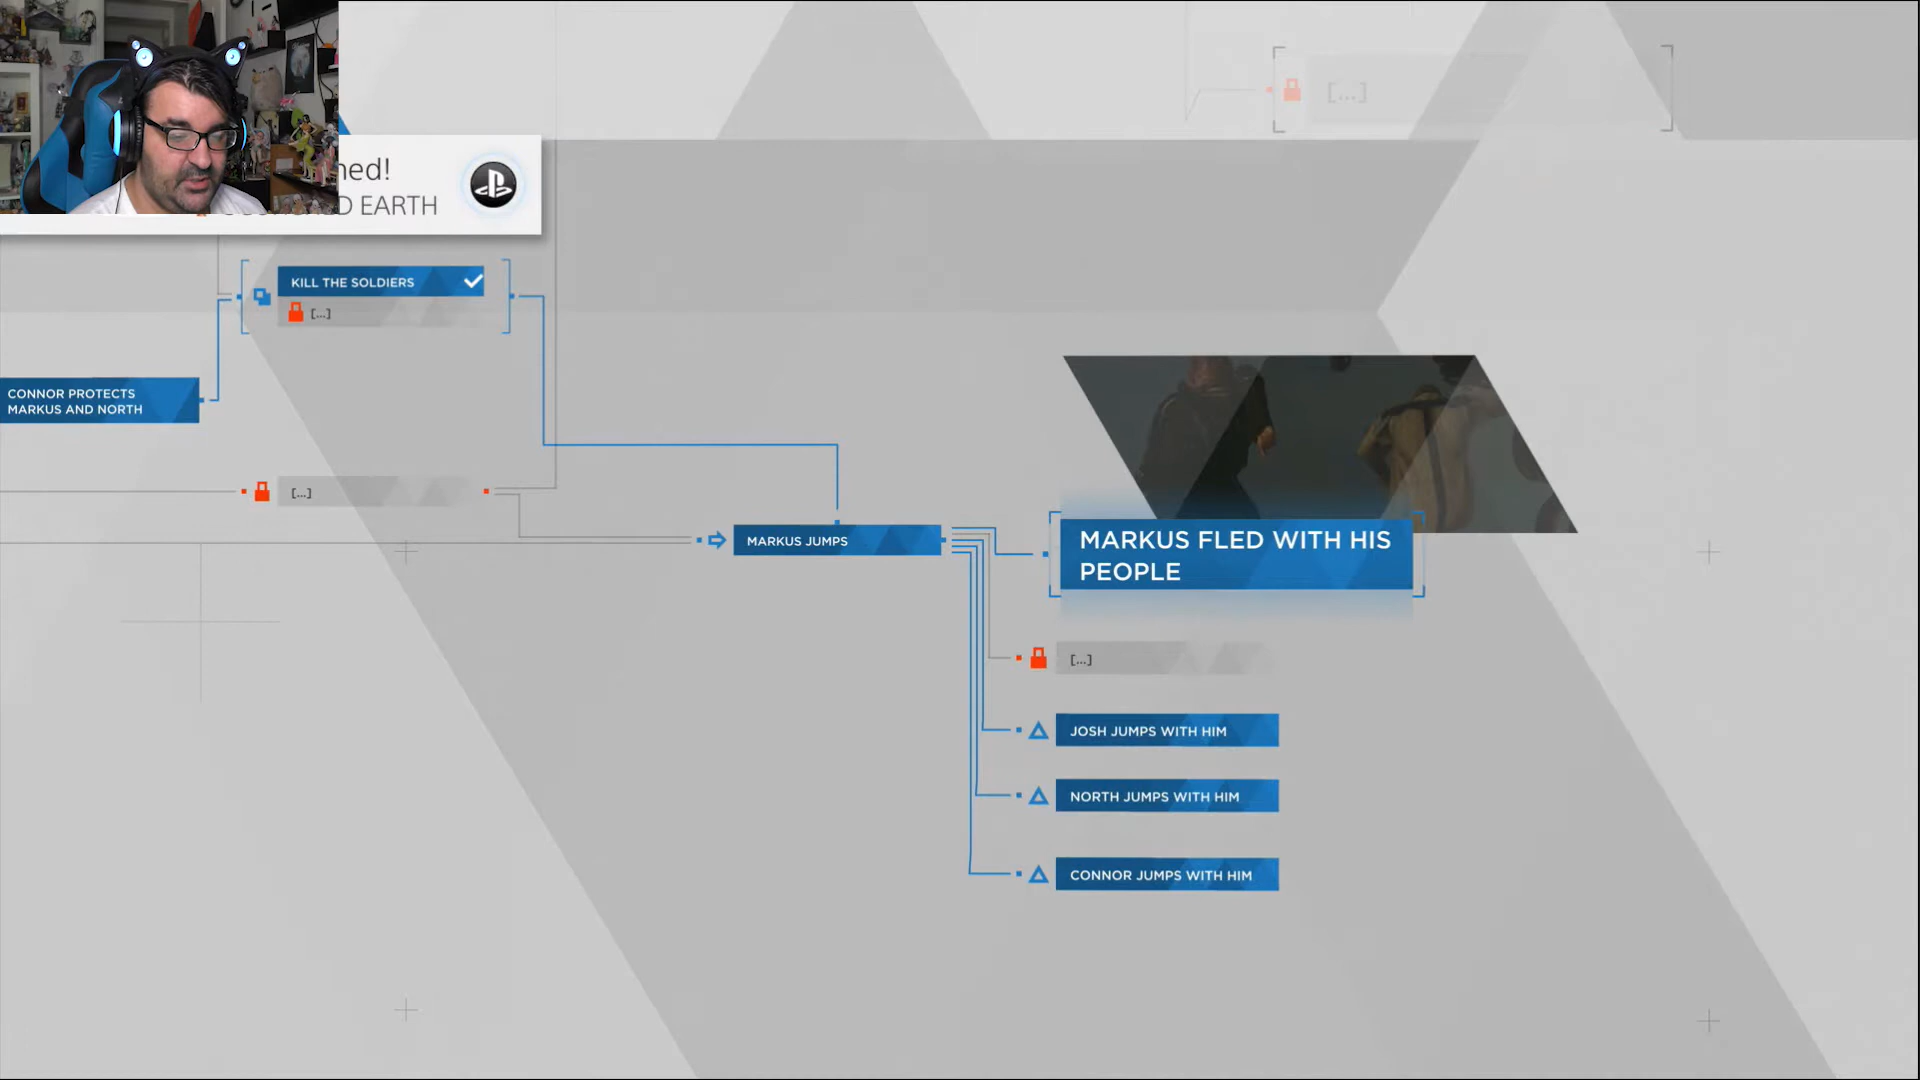 [...]
ned!
D EARTH
KILL THE SOLDIERS
[...]
CONNOR PROTECTS
MARKUS AND NORTH
[...]
MARKUS JUMPS
MARKUS FLED WITH HIS
PEOPLE
[...]
JOSH JUMPS WITH HIM
NORTH JUMPS WITH HIM
CONNOR JUMPS WITH HIM